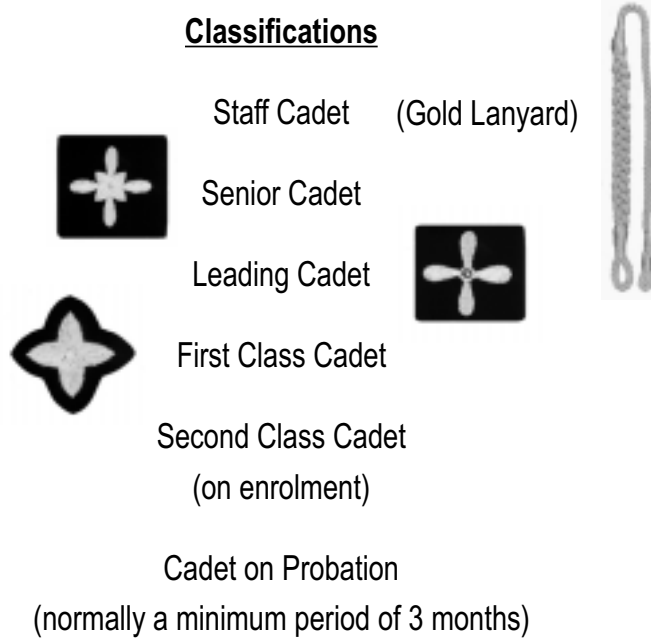 Classifications
Staff Cadet (Gold Lanyard)
Senior Cadet
Leading Cadet
First Class Cadet
Second Class Cadet
(on enrolment)
Cadet on Probation
(normally a minimum period of 3 months)